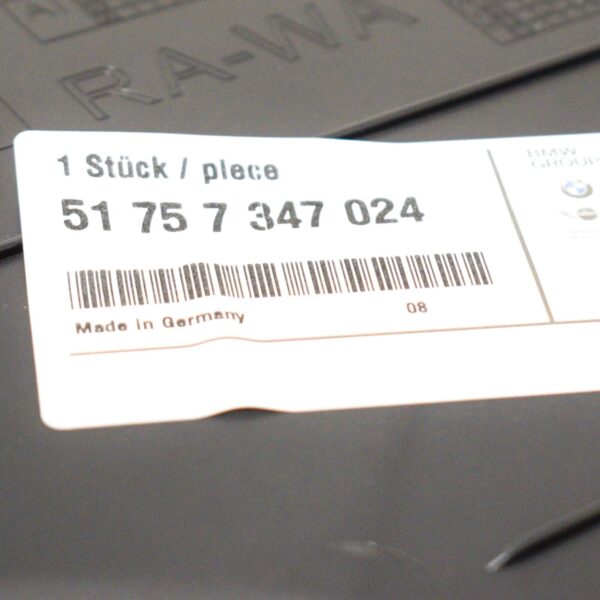 RA-WA
1 Stück / piece
51 75 7 347 024
Made in Germany
08
BMW
GROUP